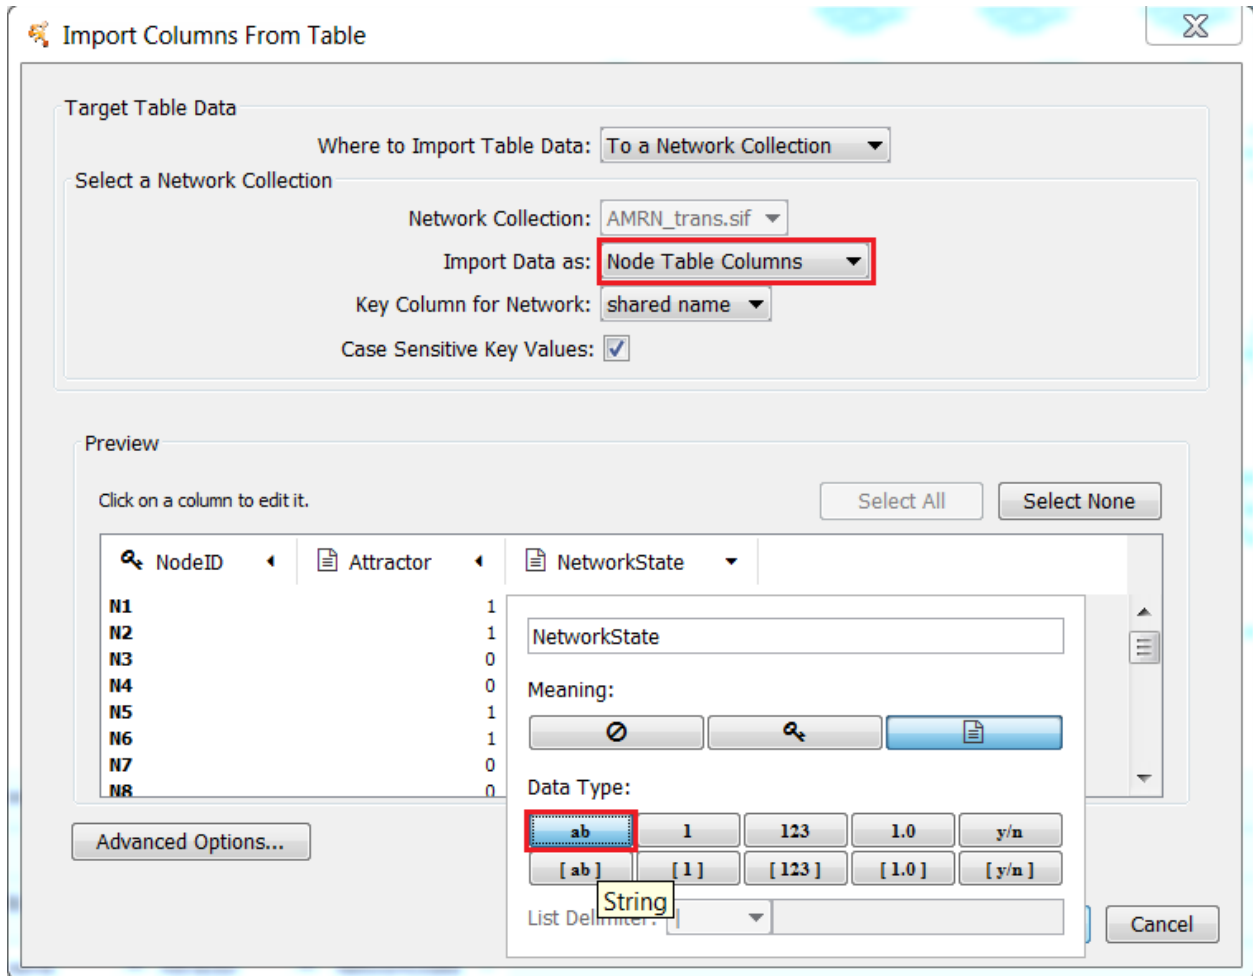 Import Columns From Table
Target Table Data
Where to Import Table Data: To a Network Collection
Select a Network Collection
Network Collection: AMRN_trans.sif
Import Data as: Node Table Columns
Key Column for Network: shared name
Case Sensitive Key Values:
Preview
Click on a column to edit it. Select All Select None
NodeID Attractor NetworkState
N1 1
N2 1
N3 0
N4 0
N5 1
N6 1
N7 0
N8 0
NetworkState
Meaning:
Data Type:
ab 1 123 1.0 y/n
[ ab ] [ 1 ] [ 123 ] [ 1.0 ] [ y/n ]
String
List Delimiter: |
Advanced Options...
Cancel